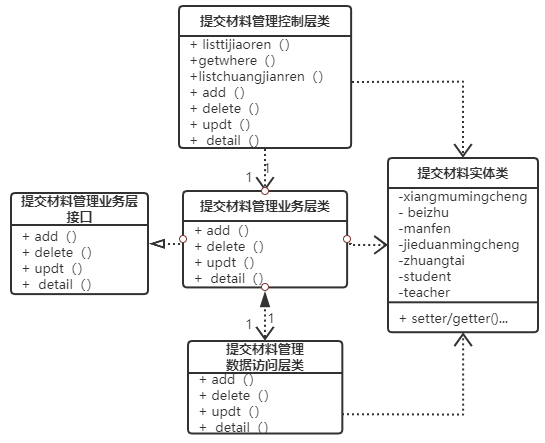 提交材料管理控制层类
+ listtijiaoren（）
+getwhere（）
+listchuangjianren（）
+ add（）
+ delete（）
+ updt（）
+ detail（）
1
1
提交材料管理业务层
接口
+ add（）
+ delete（）
+ updt（）
+ detail（）
提交材料管理业务层类
+ add（）
+ delete（）
+ updt（）
+ detail（）
提交材料实体类
-xiangmumingcheng
- beizhu
-manfen
-jieduanmingcheng
-zhuangtai
-student
-teacher
+ setter/getter()...
1
1
提交材料管理
数据访问层类
+ add（）
+ delete（）
+ updt（）
+ detail（）